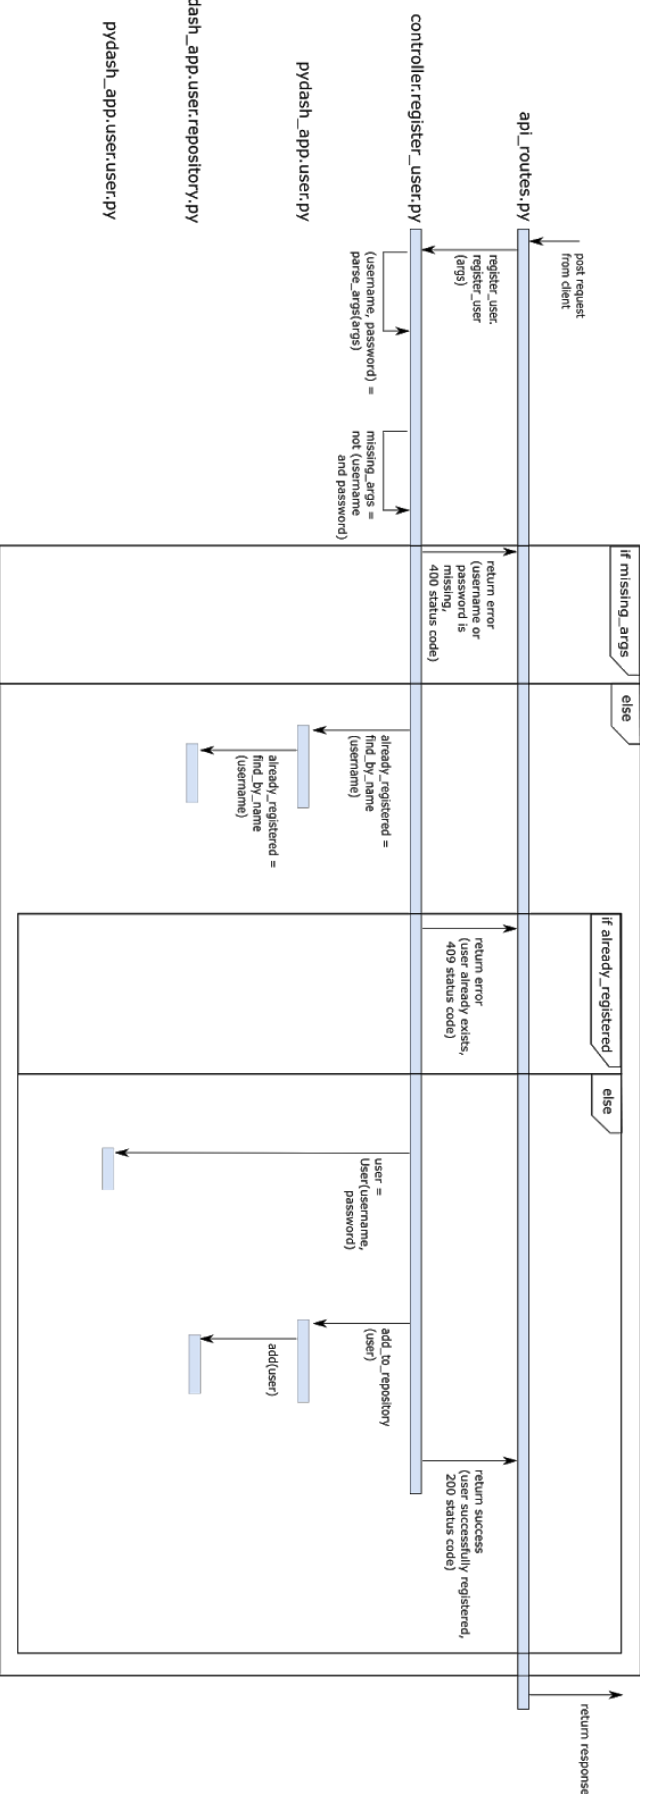 post request
from client
api_routes.py
register_user.
register_user
(args)
controller.register_user.py
(username, password) =
parse_args(args)
missing_args =
not (username
and password)
pydash_app.user.py
dash_app.user.repository.py
pydash_app.user.user.py
if missing_args
return error
(username or
password is
missing,
400 status code)
else
already_registered =
find_by_name
(username)
already_registered =
find_by_name
(username)
if already_registered
return error
(user already exists,
409 status code)
else
user =
User(username,
password)
add_to_repository
(user)
add(user)
return success
(user successfully registered,
200 status code)
return response